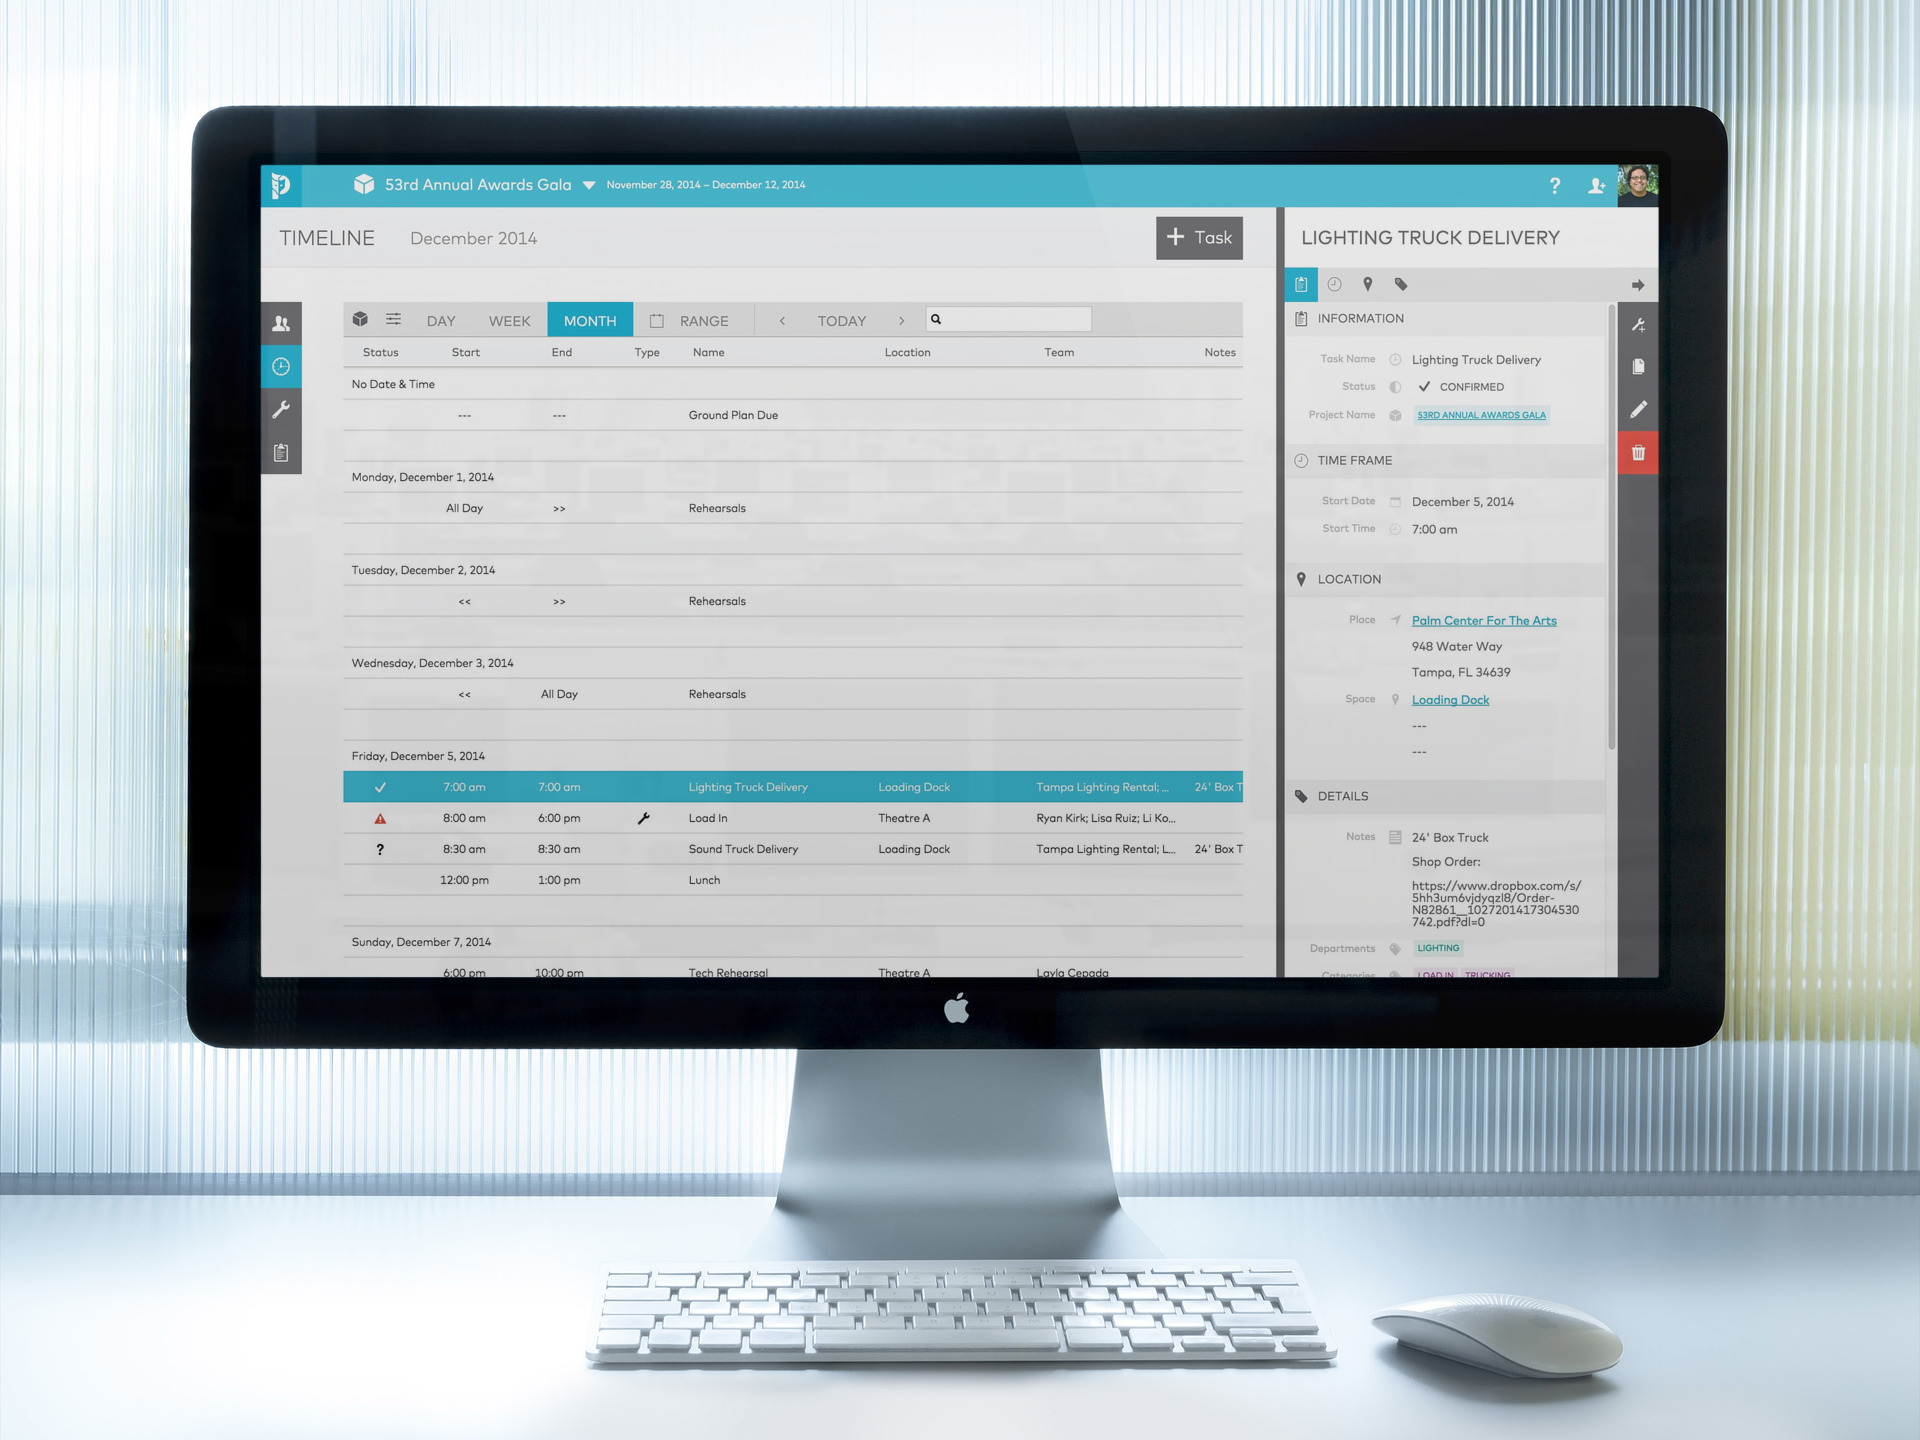 53rd Annual Awards Gala November 28, 2014 – December 12, 2014 ?
TIMELINE December 2014 + Task
DAY WEEK MONTH RANGE < TODAY >
Status Start End Type Name Location Team Notes
No Date & Time
--- --- Ground Plan Due
Monday, December 1, 2014
All Day >> Rehearsals
Tuesday, December 2, 2014
<< >> Rehearsals
Wednesday, December 3, 2014
<< All Day Rehearsals
Friday, December 5, 2014
7:00 am 7:00 am Lighting Truck Delivery Loading Dock Tampa Lighting Rental; ... 24' Box T
8:00 am 6:00 pm Load In Theatre A Ryan Kirk; Lisa Ruiz; Li Ko...
? 8:30 am 8:30 am Sound Truck Delivery Loading Dock Tampa Lighting Rental; L... 24' Box T
12:00 pm 1:00 pm Lunch
Sunday, December 7, 2014
6:00 pm 10:00 pm Tech Rehearsal Theatre A Layla Cepada
LIGHTING TRUCK DELIVERY
INFORMATION
Task Name Lighting Truck Delivery
Status CONFIRMED
Project Name 53RD ANNUAL AWARDS GALA
TIME FRAME
Start Date December 5, 2014
Start Time 7:00 am
LOCATION
Place Palm Center For The Arts
948 Water Way
Tampa, FL 34639
Space Loading Dock
---
---
DETAILS
Notes 24' Box Truck
Shop Order:
https://www.dropbox.com/s/
5hh3um6vjdyqzl8/Order-
N82861__1027201417304530
742.pdf?dl=0
Departments LIGHTING
Categories LOAD IN TRUCKING